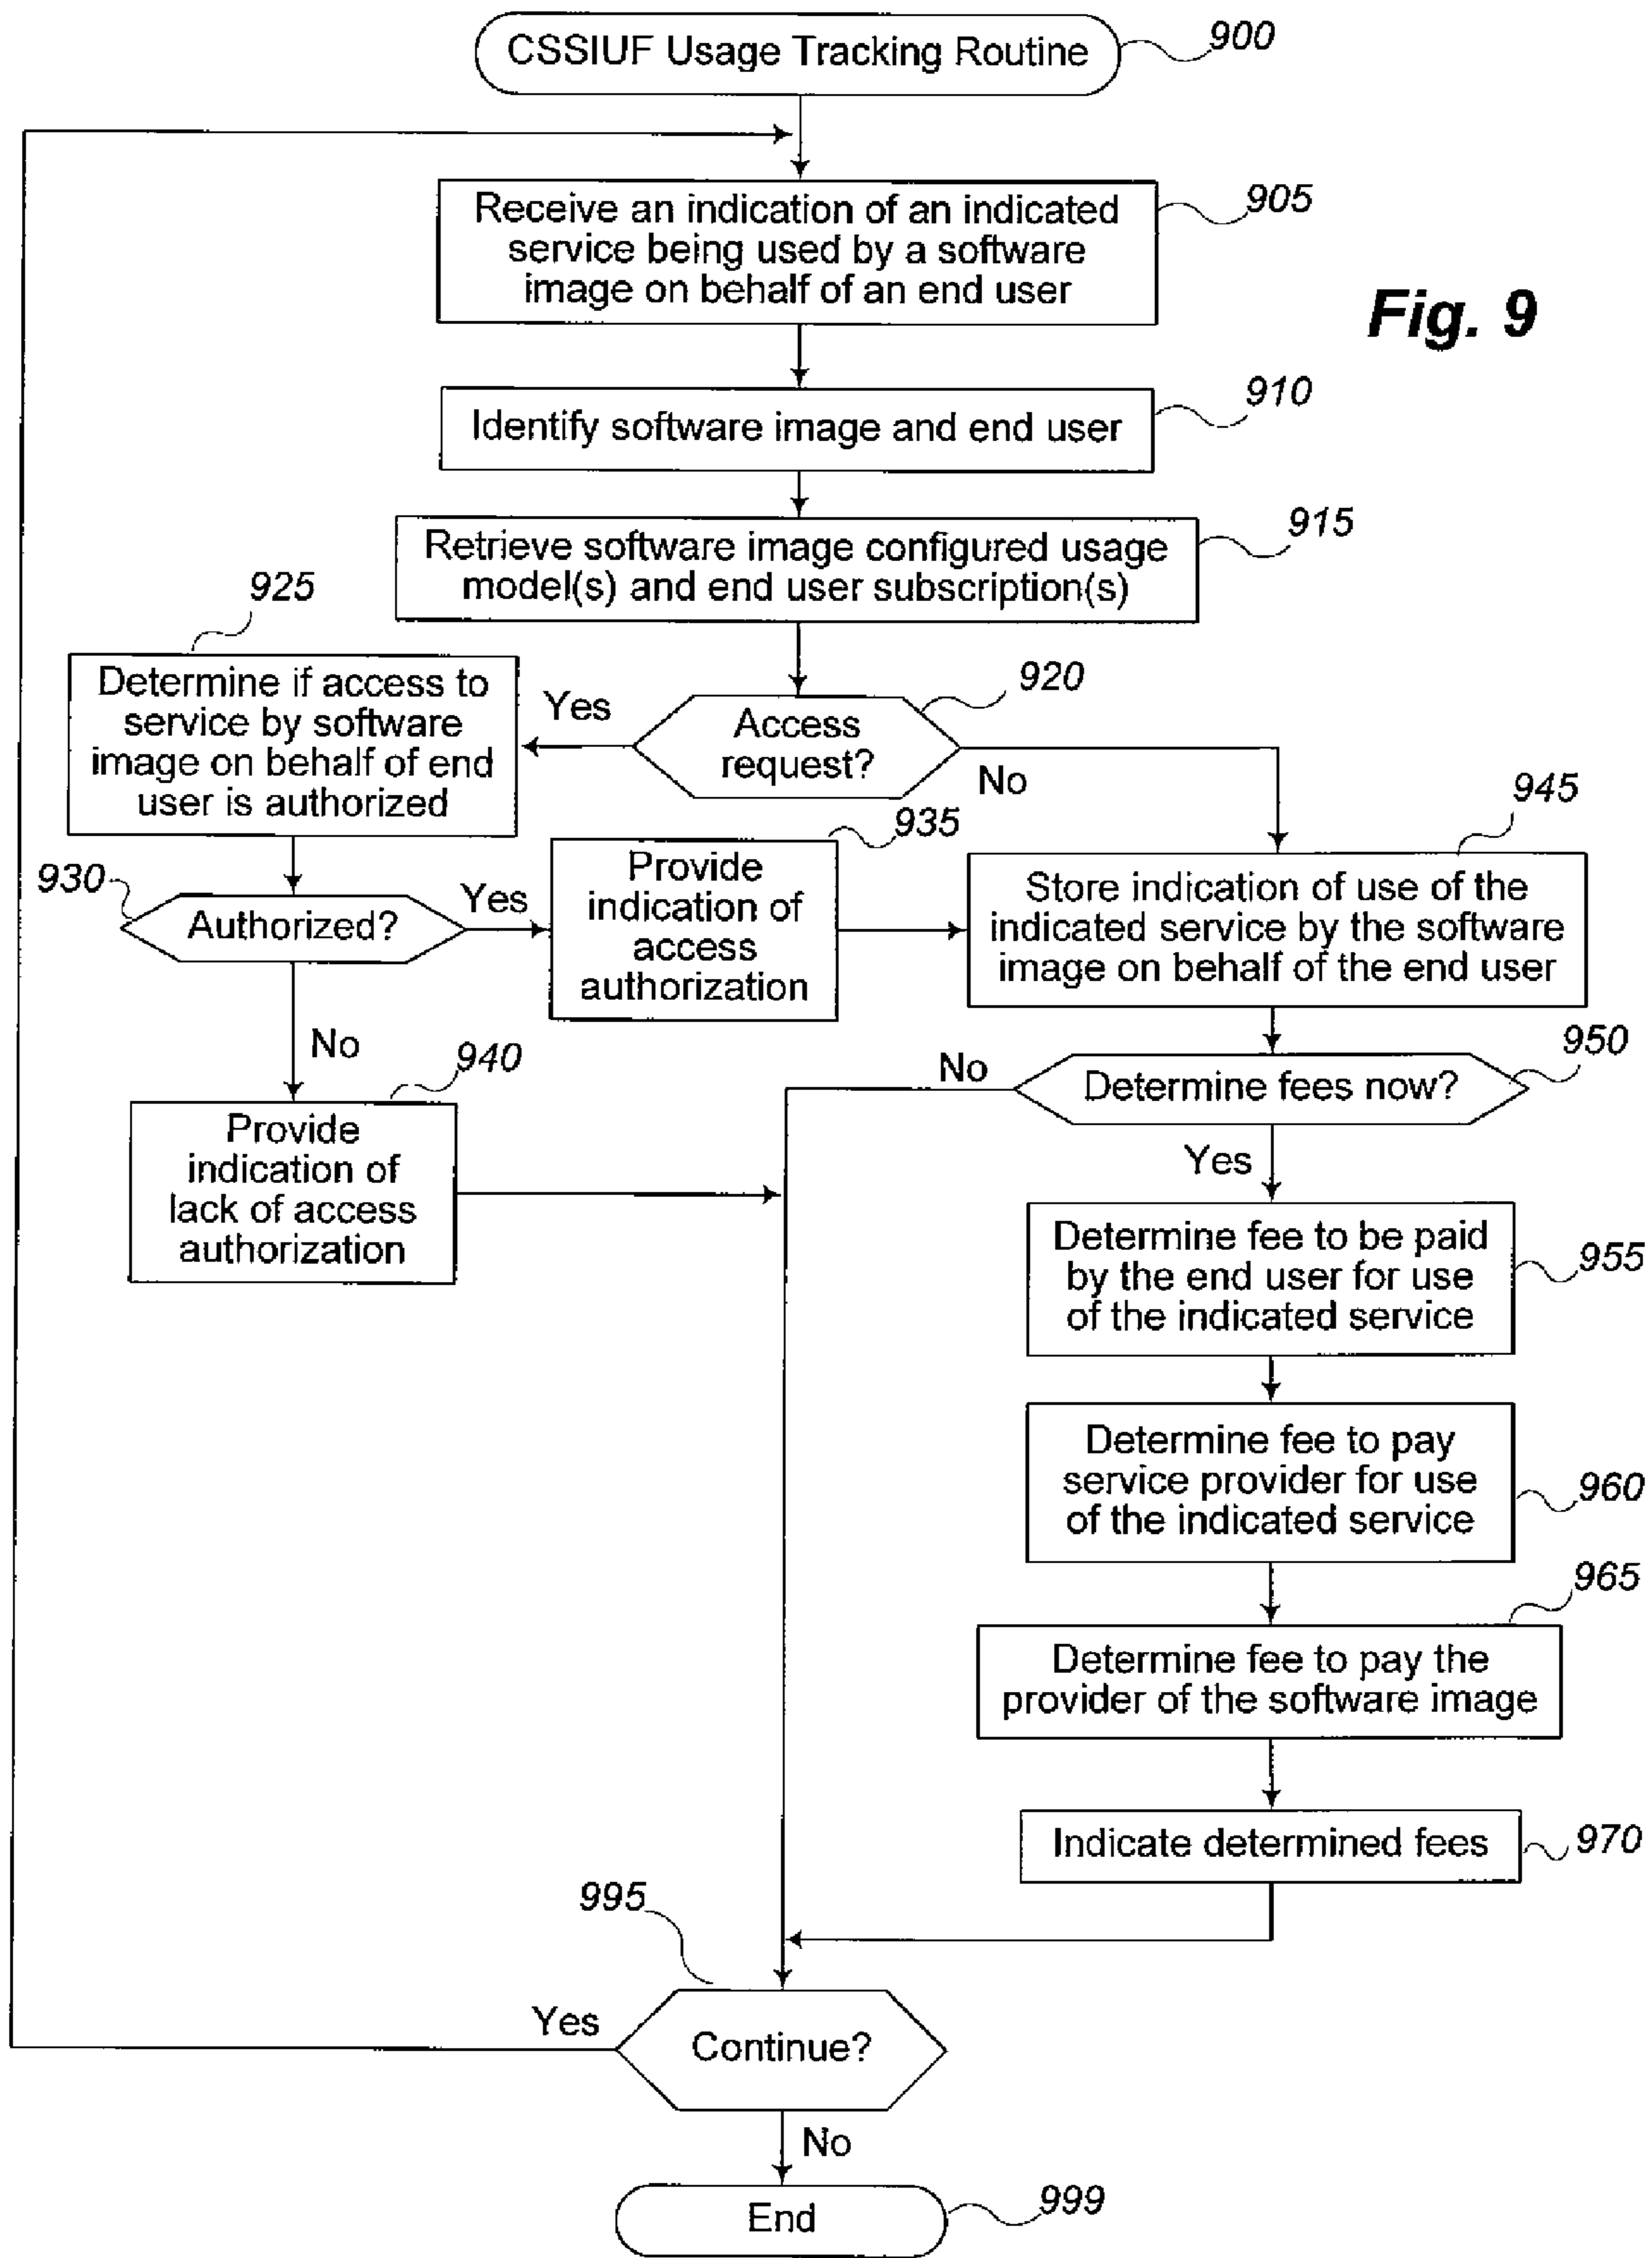 CSSIUF Usage Tracking Routine
900
Receive an indication of an indicated
service being used by a software
image on behalf of an end user
905
Fig. 9
Identify software image and end user
910
Retrieve software image configured usage
model(s) and end user subscription(s)
915
925
Determine if access to
service by software
image on behalf of end
user is authorized
Yes
Access
request?
920
No
930
Authorized?
Yes
935
Provide
indication of
access
authorization
945
Store indication of use of the
indicated service by the software
image on behalf of the end user
No
940
Provide
indication of
lack of access
authorization
No
Determine fees now?
950
Yes
Determine fee to be paid
by the end user for use
of the indicated service
955
Determine fee to pay
service provider for use
of the indicated service
960
965
Determine fee to pay the
provider of the software image
Indicate determined fees
970
995
Yes
Continue?
No
End
999